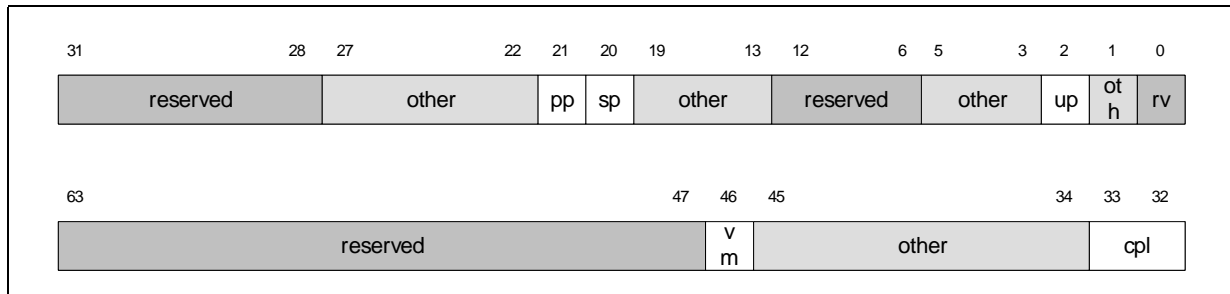 31 28 27 22 21 20 19 13 12 6 5 3 2 1 0
reserved other pp sp other reserved other up ot h rv
63 47 46 45 34 33 32
reserved v m other cpl